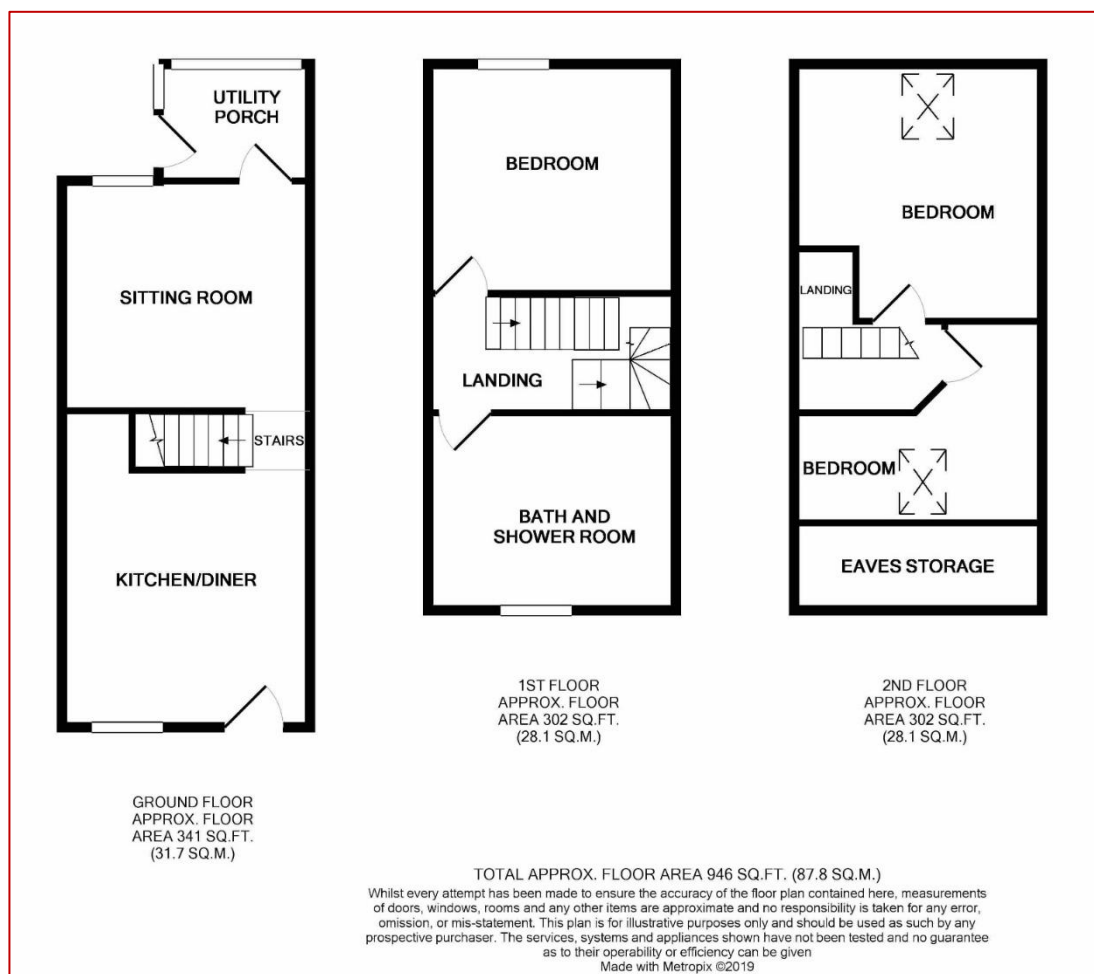 UTILITY
PORCH
SITTING ROOM
STAIRS
KITCHEN/DINER
GROUND FLOOR
APPROX. FLOOR
AREA 341 SQ.FT.
(31.7 SQ.M.)
BEDROOM
LANDING
BATH AND
SHOWER ROOM
1ST FLOOR
APPROX. FLOOR
AREA 302 SQ.FT.
(28.1 SQ.M.)
BEDROOM
LANDING
BEDROOM
EAVES STORAGE
2ND FLOOR
APPROX. FLOOR
AREA 302 SQ.FT.
(28.1 SQ.M.)
TOTAL APPROX. FLOOR AREA 946 SQ.FT. (87.8 SQ.M.)
Whilst every attempt has been made to ensure the accuracy of the floor plan contained here, measurements
of doors, windows, rooms and any other items are approximate and no responsibility is taken for any error,
omission, or mis-statement. This plan is for illustrative purposes only and should be used as such by any
prospective purchaser. The services, systems and appliances shown have not been tested and no guarantee
as to their operability or efficiency can be given
Made with Metropix ©2019